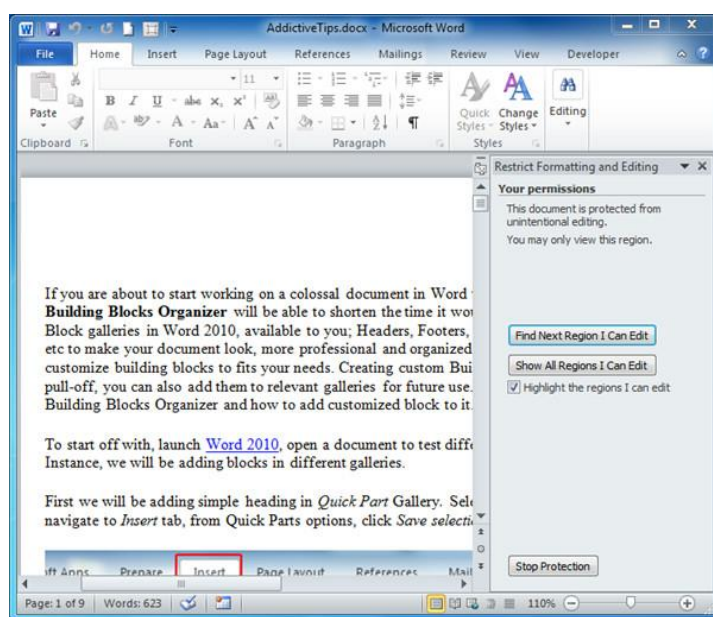 AddictiveTips.docx - Microsoft Word
File Home Insert Page Layout References Mailings Review View Developer
11
Paste
B I U abc x, x'
A Aa A A
Quick Styles
Change Styles
Editing
Clipboard Font Paragraph Styles
Restrict Formatting and Editing
Your permissions
This document is protected from
unintentional editing.
You may only view this region.
Find Next Region I Can Edit
Show All Regions I Can Edit
Highlight the regions I can edit
Stop Protection
If you are about to start working on a colossal document in Word
Building Blocks Organizer will be able to shorten the time it wou
Block galleries in Word 2010, available to you; Headers, Footers,
etc to make your document look, more professional and organized
customize building blocks to fits your needs. Creating custom Bui
pull-off, you can also add them to relevant galleries for future use.
Building Blocks Organizer and how to add customized block to it.
To start off with, launch Word 2010, open a document to test diffe
Instance, we will be adding blocks in different galleries.
First we will be adding simple heading in Quick Part Gallery. Sele
navigate to Insert tab, from Quick Parts options, click Save selecti
oft Apps Prepare Insert Page Layout References Mail
Page: 1 of 9 Words: 623 110%